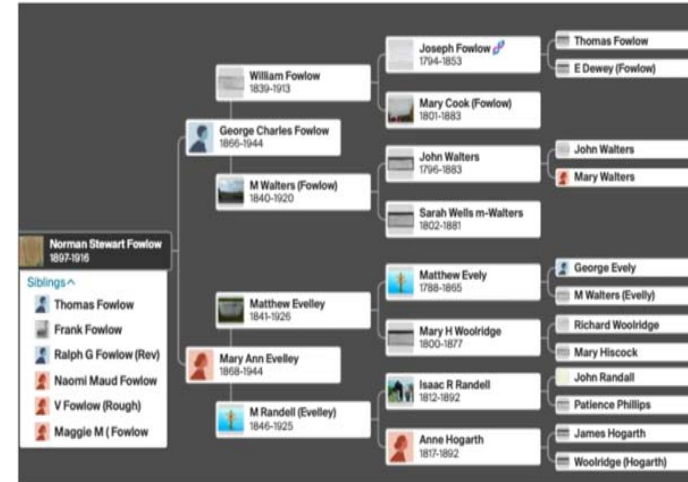 Joseph Fowlow
1794-1853
Thomas Fowlow
E Dewey (Fowlow)
William Fowlow
1839-1913
Mary Cook (Fowlow)
1801-1883
George Charles Fowlow
1866-1944
John Walters
1796-1883
John Walters
Mary Walters
M Walters (Fowlow)
1840-1920
Sarah Wells m-Walters
1802-1881
Norman Stewart Fowlow
1897-1916
Siblings
Thomas Fowlow
Frank Fowlow
Ralph G Fowlow (Rev)
Naomi Maud Fowlow
V Fowlow (Rough)
Maggie M ( Fowlow
Matthew Evelley
1841-1926
Matthew Evely
1788-1865
George Evely
M Walters (Evelly)
Mary H Woolridge
1800-1877
Richard Woolridge
Mary Hiscock
Mary Ann Evelley
1868-1944
Isaac R Randell
1812-1892
John Randall
Patience Phillips
M Randell (Evelley)
1846-1925
Anne Hogarth
1817-1892
James Hogarth
Woolridge (Hogarth)